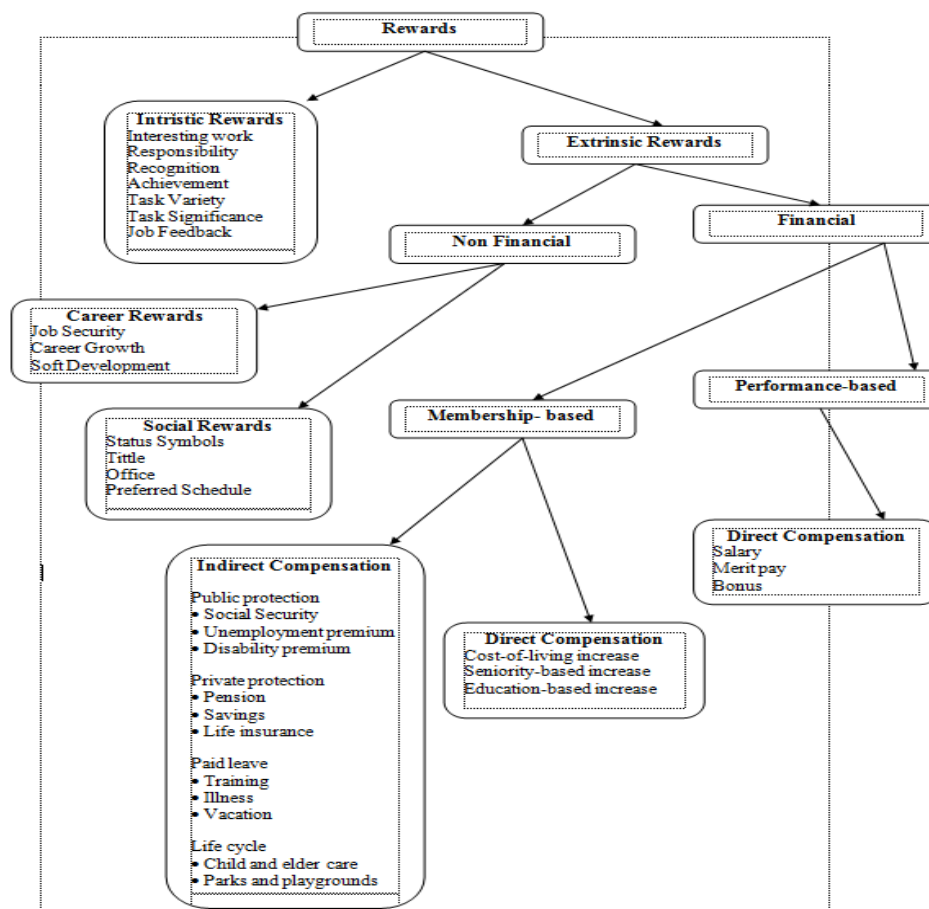 Rewards
Intristic Rewards
Interesting work
Responsibility
Recognition
Achievement
Task Variety
Task Significance
Job Feedback
Extrinsic Rewards
Non Financial
Financial
Career Rewards
Job Security
Career Growth
Soft Development
Social Rewards
Status Symbols
Tittle
Office
Preferred Schedule
Membership- based
Performance-based
Indirect Compensation
Public protection
• Social Security
• Unemployment premium
• Disability premium
Private protection
• Pension
• Savings
• Life insurance
Paid leave
• Training
• Illness
• Vacation
Life cycle
• Child and elder care
• Parks and playgrounds
Direct Compensation
Cost-of-living increase
Seniority-based increase
Education-based increase
Direct Compensation
Salary
Merit pay
Bonus